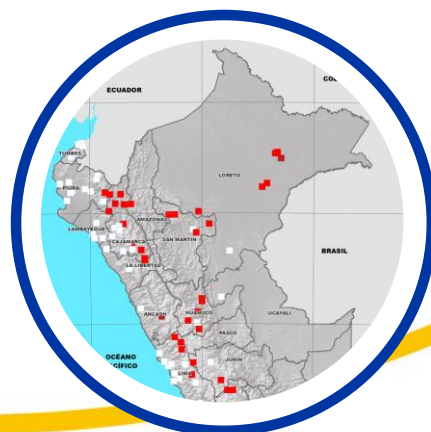 ECUADOR
CO
TUMBES
PIURA
LORETO
AMAZONAS
LAMBAYEQUE
CAJAMARCA
SAN MARTIN
BRASIL
LA LIBERTAD
ANCASH
HUANUCO
UCAYALI
PASCO
OCÉANO
ACÍFICO
JUNIN
LIMA